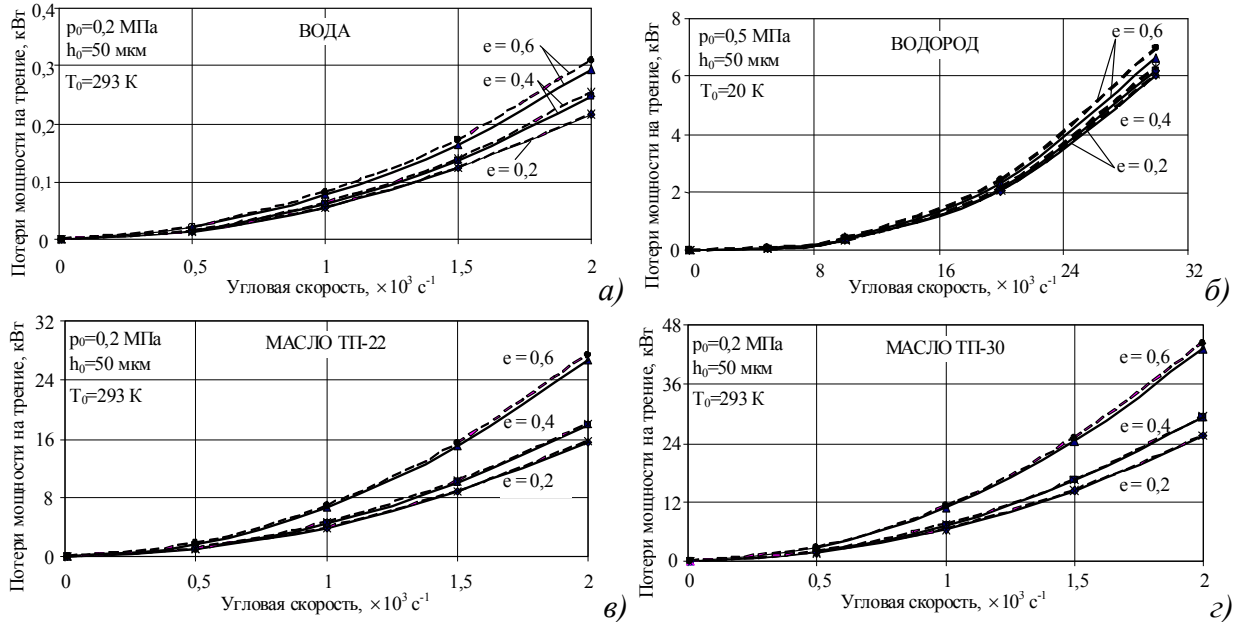 Потери мощности на трение, кВт
0,4
0,3
0,2
0,1
0
p₀=0,2 МПа
h₀=50 мкм
T₀=293 К
ВОДА
e = 0,6
e = 0,4
e = 0,2
0 0,5 1 1,5 2
Угловая скорость, ×10³ с⁻¹
а)
Потери мощности на трение, кВт
8
6
4
2
0
p₀=0,5 МПа
h₀=50 мкм
T₀=20 К
ВОДОРОД
e = 0,6
e = 0,4
e = 0,2
0 8 16 24 32
Угловая скорость, ×10³ с⁻¹
б)
Потери мощности на трение, кВт
32
24
16
8
0
p₀=0,2 МПа
h₀=50 мкм
T₀=293 К
МАСЛО ТП-22
e = 0,6
e = 0,4
e = 0,2
0 0,5 1 1,5 2
Угловая скорость, ×10³ с⁻¹
в)
Потери мощности на трение, кВт
48
36
24
12
0
p₀=0,2 МПа
h₀=50 мкм
T₀=293 К
МАСЛО ТП-30
e = 0,6
e = 0,4
e = 0,2
0 0,5 1 1,5 2
Угловая скорость, ×10³ с⁻¹
г)